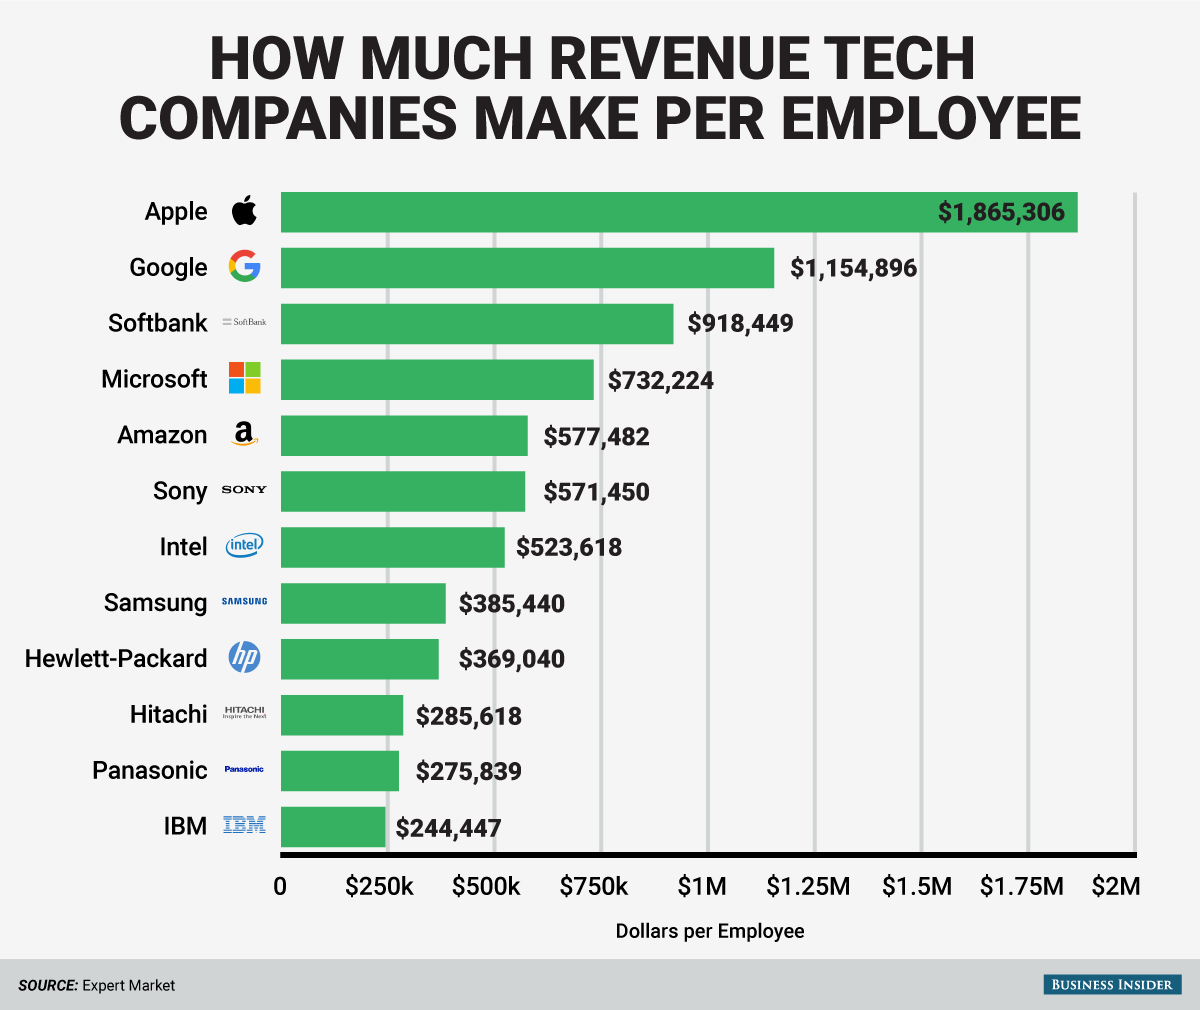 HOW MUCH REVENUE TECH
COMPANIES MAKE PER EMPLOYEE
Apple $1,865,306
Google $1,154,896
Softbank SoftBank $918,449
Microsoft $732,224
Amazon a $577,482
Sony SONY $571,450
Intel intel $523,618
Samsung SAMSUNG $385,440
Hewlett-Packard hp $369,040
Hitachi HITACHI $285,618
Inspire the Next
Panasonic Panasonic $275,839
IBM IBM $244,447
0 $250k $500k $750k $1M $1.25M $1.5M $1.75M $2M
Dollars per Employee
SOURCE: Expert Market BUSINESS INSIDER